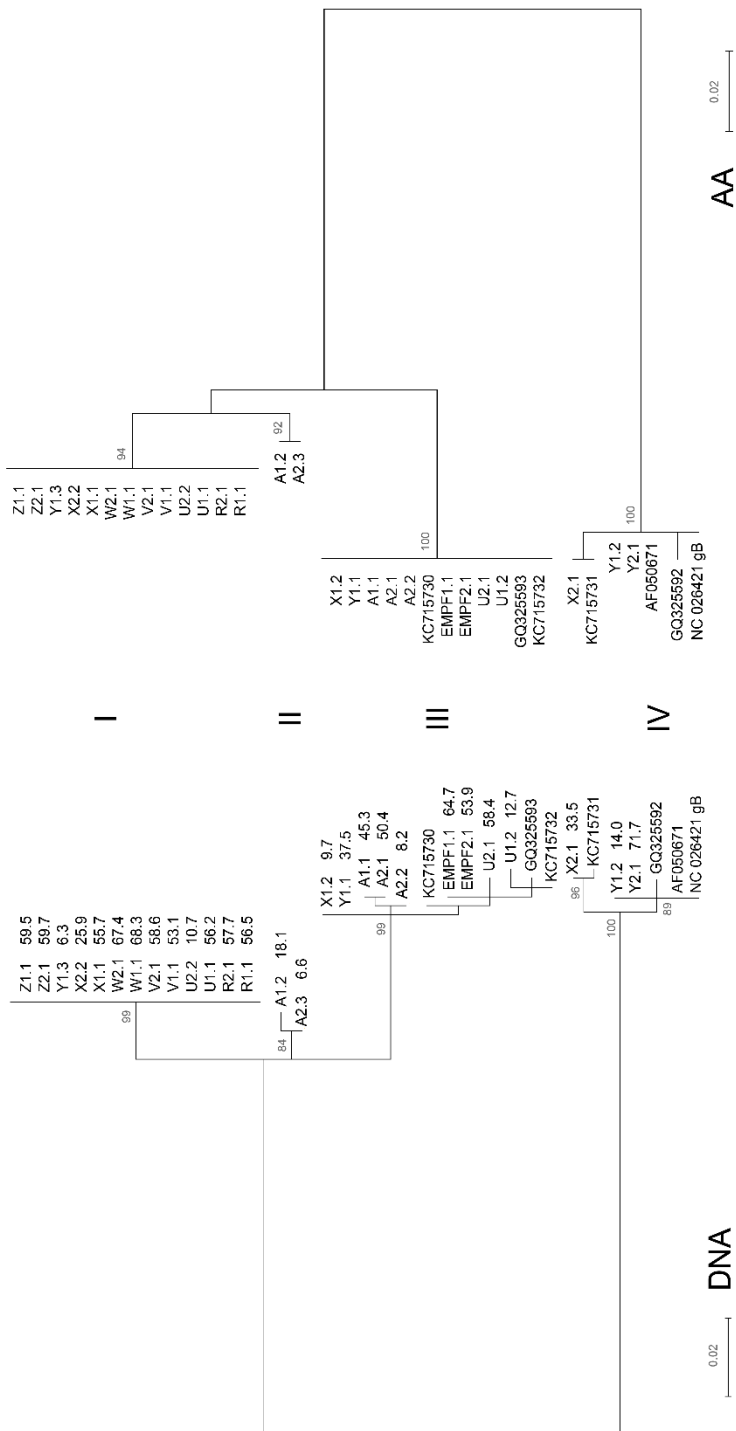 Z1.1 59.5
Z2.1 59.7
Y1.3 6.3
X2.2 25.9
X1.1 55.7
W2.1 67.4
W1.1 68.3
V2.1 58.6
V1.1 53.1
U2.2 10.7
U1.1 56.2
R2.1 57.7
R1.1 56.5
99
A1.2 18.1
A2.3 6.6
84
X1.2 9.7
Y1.1 37.5
A1.1 45.3
A2.1 50.4
A2.2 8.2
99
KC715730
EMPF1.1 64.7
EMPF2.1 53.9
U2.1 58.4
U1.2 12.7
GQ325593
KC715732
X2.1 33.5
KC715731
96
100
Y1.2 14.0
Y2.1 71.7
GQ325592
AF050671
NC 026421 gB
89
0.02
DNA
I
II
III
IV
Z1.1
Z2.1
Y1.3
X2.2
X1.1
W2.1
W1.1
V2.1
V1.1
U2.2
U1.1
R2.1
R1.1
94
A1.2
A2.3
92
X1.2
Y1.1
A1.1
A2.1
A2.2
KC715730
EMPF1.1
EMPF2.1
U2.1
U1.2
GQ325593
KC715732
100
X2.1
KC715731
Y1.2
Y2.1
AF050671
GQ325592
NC 026421 gB
100
0.02
AA